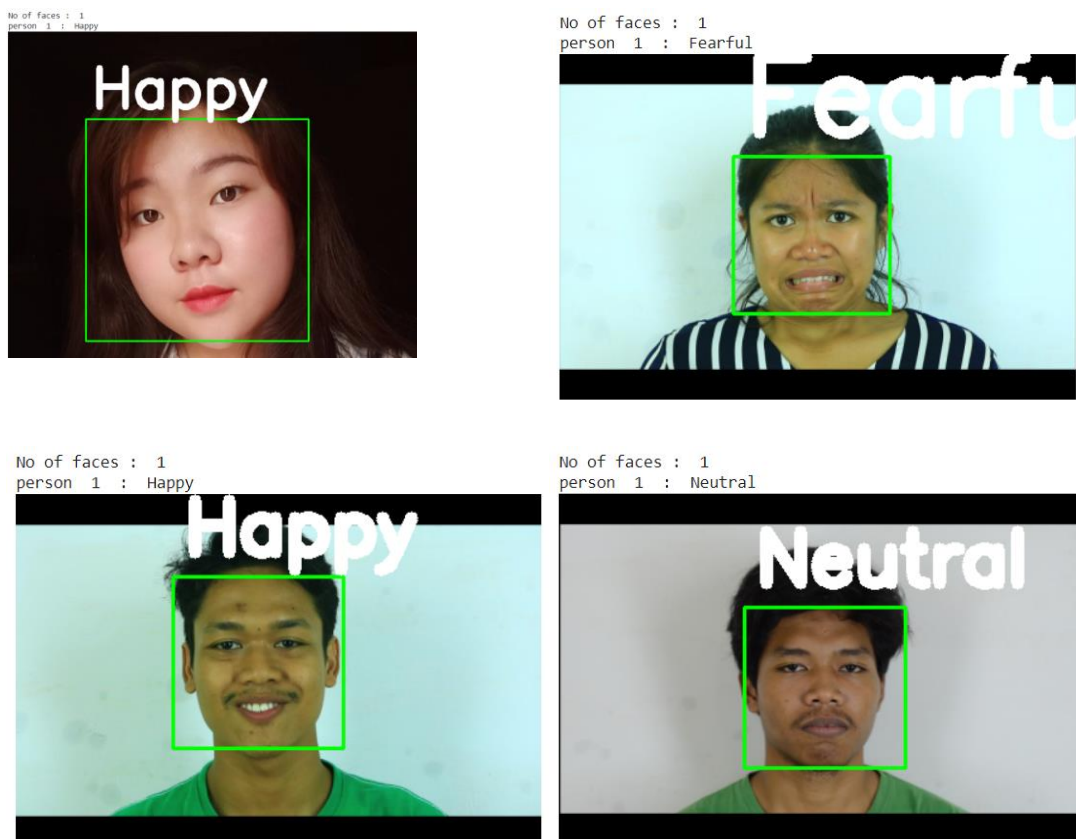 No of faces :  1
person  1  :  Happy
Happy
No of faces :  1
person  1  :  Fearful
Fearfu
No of faces :  1
person  1  :  Happy
Happy
No of faces :  1
person  1  :  Neutral
Neutral